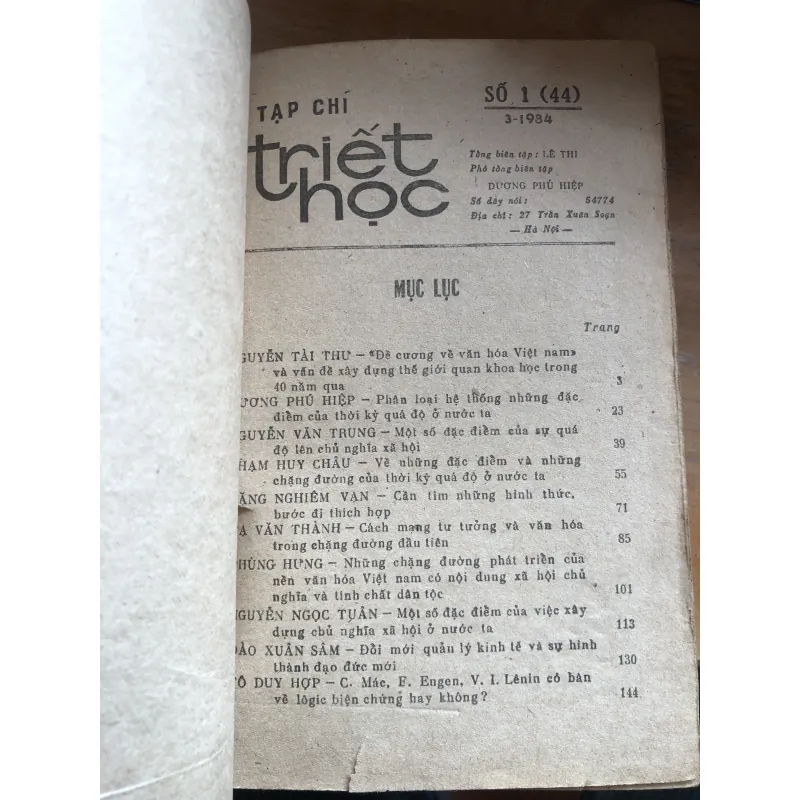 TẠP CHÍ
triết
học
SỐ 1 (44)
3-1984
Tổng biên tập: LÊ THI
Phó tổng biên tập
DƯƠNG PHÚ HIỆP
Số dây nói: 54774
Địa chỉ: 27 Trần Xuân Soạn
— Hà Nội —
MỤC LỤC
Trang
GUYỄN TÀI THƯ — «Đề cương về văn hóa Việt nam»
và vấn đề xây dựng thế giới quan khoa học trong
40 năm qua 3
ƯƠNG PHÚ HIỆP — Phân loại hệ thống những đặc
điểm của thời kỳ quá độ ở nước ta 23
GUYỄN VĂN TRUNG — Một số đặc điểm của sự quá
độ lên chủ nghĩa xã hội 39
HẠM HUY CHÂU — Về những đặc điểm và những
chặng đường của thời kỳ quá độ ở nước ta 55
ẶNG NGHIÊM VẠN — Cần tìm những hình thức,
bước đi thích hợp 71
Ạ VĂN THÀNH — Cách mạng tư tưởng và văn hóa
trong chặng đường đầu tiên 85
HÙNG HƯNG — Những chặng đường phát triển của
nền văn hóa Việt nam có nội dung xã hội chủ
nghĩa và tính chất dân tộc 101
NGUYỄN NGỌC TUẤN — Một số đặc điểm của việc xây
dựng chủ nghĩa xã hội ở nước ta 113
ĐÀO XUÂN SÂM — Đổi mới quản lý kinh tế và sự hình
thành đạo đức mới 130
TÔ DUY HỢP — C. Mác, F. Engen, V. I. Lênin có bàn
về lôgic biện chứng hay không? 144